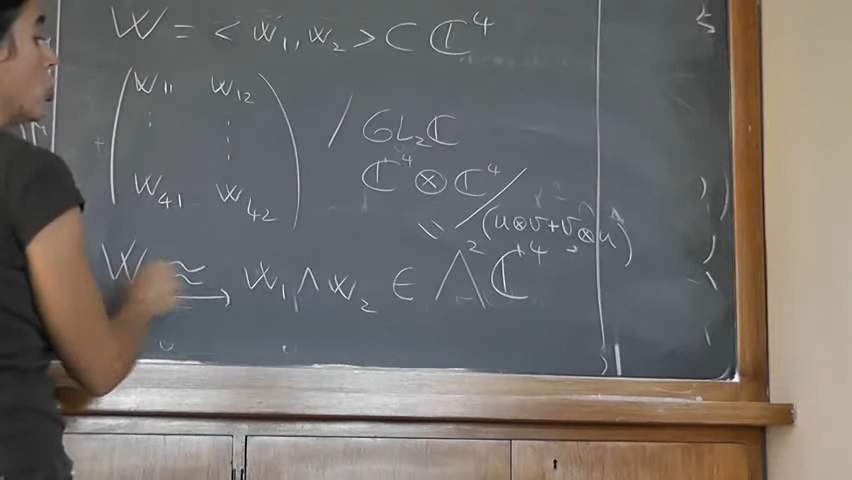 W = < w₁, w₂ > ⊂ ℂ⁴
( w₁₁ w₁₂ ⋮ ⋮ w₄₁ w₄₂ ) / GL₂ℂ
ℂ⁴ ⊗ ℂ⁴ / (u⊗v+v⊗u)
W ≈→ w₁ ∧ w₂ ∈ Λ²ℂ⁴